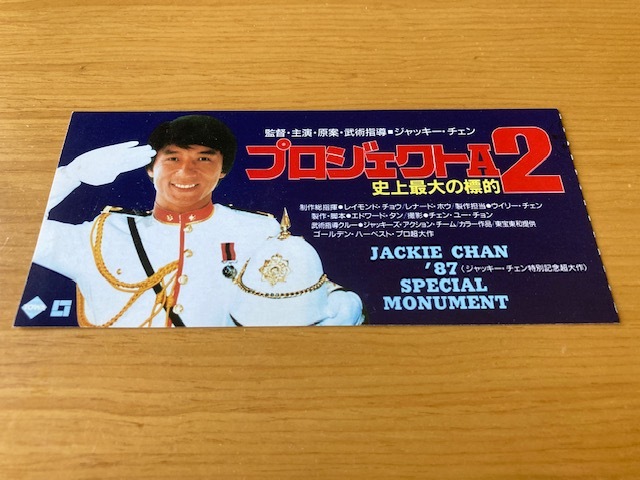 監督・主演・原案・武術指導■ジャッキー・チェン
プロジェクトA2
史上最大の標的
制作総指揮●レイモンド・チョウ/レナード・ホウ/製作担当●ウイリー・チェン
製作・脚本●エドワード・タン/撮影●チェン・ユー・チョン
武術指導クルー●ジャッキーズ・アクション・チーム/カラー作品/東宝東和提供
ゴールデン・ハーベスト・プロ超大作
JACKIE CHAN
'87(ジャッキー・チェン特別記念超大作)
SPECIAL
MONUMENT